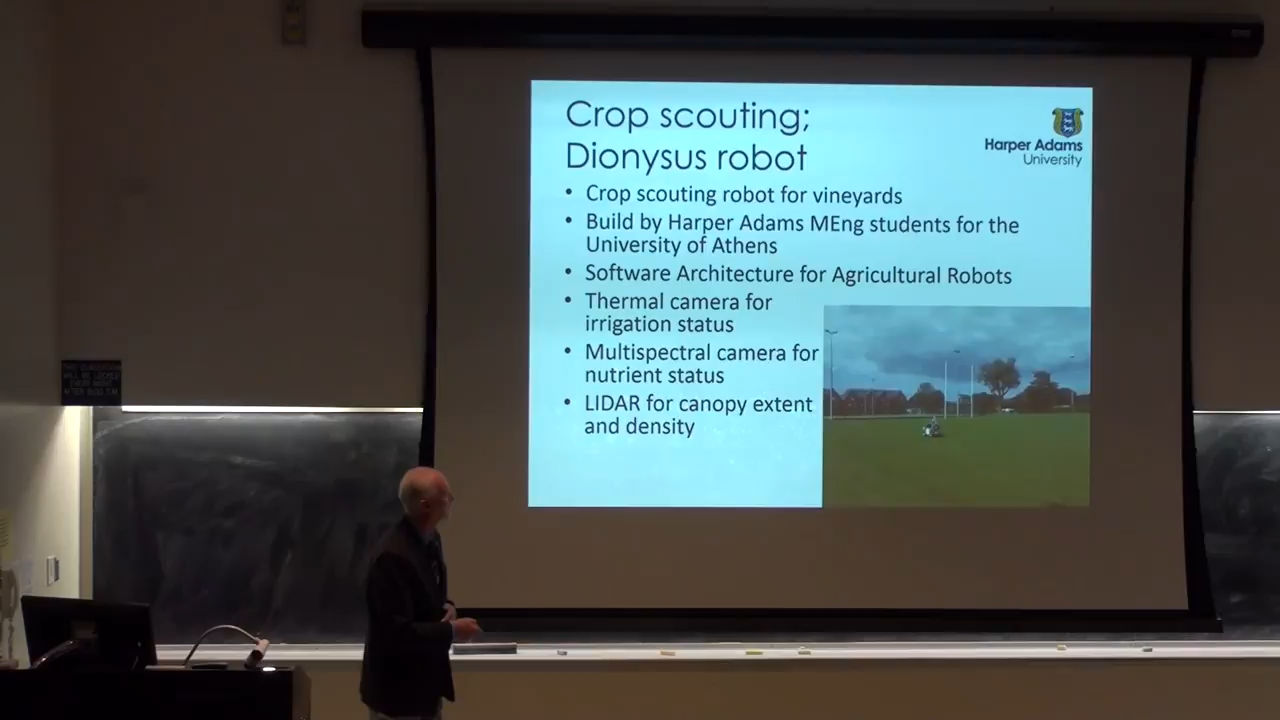 Crop scouting;
Dionysus robot
Harper Adams
University
• Crop scouting robot for vineyards
• Build by Harper Adams MEng students for the
University of Athens
• Software Architecture for Agricultural Robots
• Thermal camera for
irrigation status
• Multispectral camera for
nutrient status
• LIDAR for canopy extent
and density